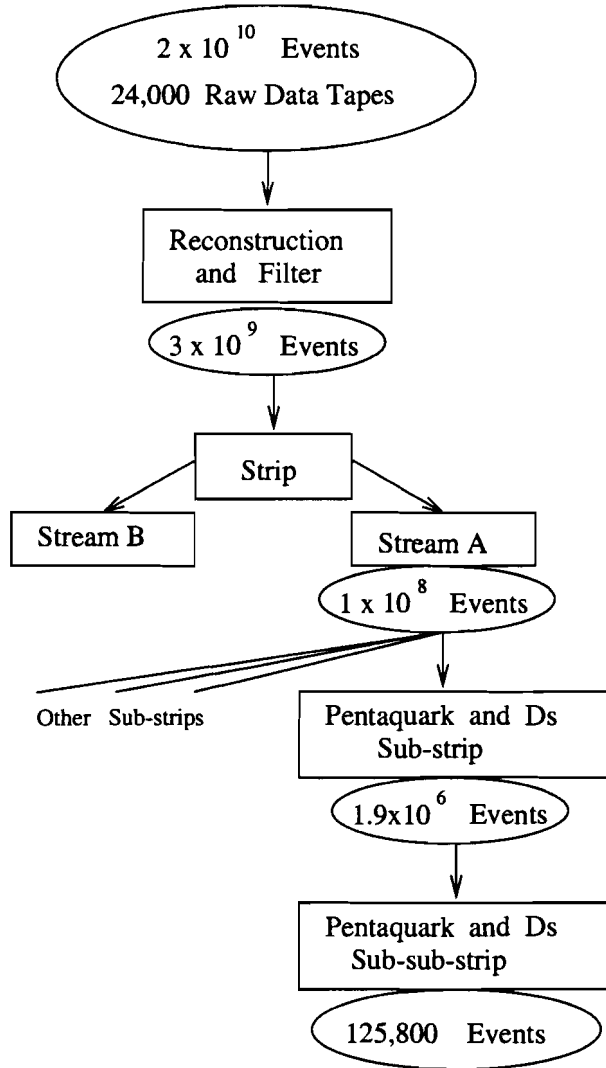 2 x 10^10 Events
24,000 Raw Data Tapes
Reconstruction
and Filter
3 x 10^9 Events
Strip
Stream B
Stream A
1 x 10^8 Events
Other Sub-strips
Pentaquark and Ds
Sub-strip
1.9x10^6 Events
Pentaquark and Ds
Sub-sub-strip
125,800 Events